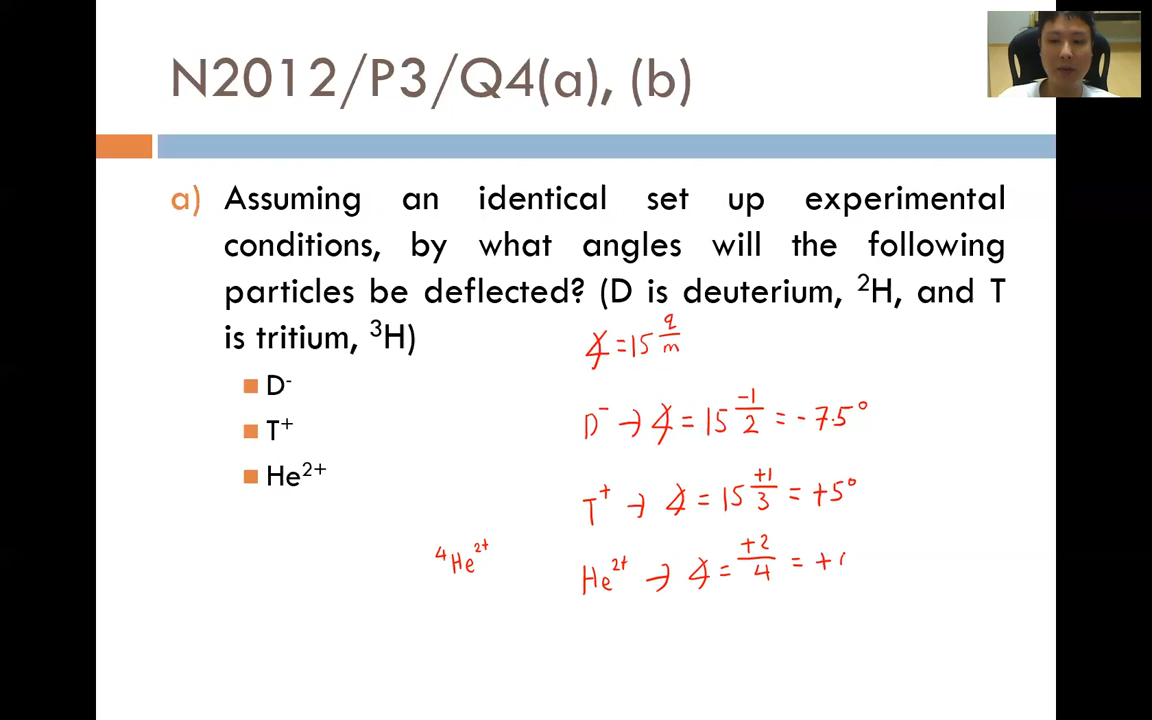 N2012/P3/Q4(a), (b)
a) Assuming an identical set up experimental
conditions, by what angles will the following
particles be deflected? (D is deuterium, ²H, and T
is tritium, ³H)
∡ = 15 q/m
D⁻
D⁻ → ∡ = 15 -1/2 = -7.5°
T⁺
T⁺ → ∡ = 15 +1/3 = +5°
He²⁺
⁴He²⁺
He²⁺ → ∡ = +2/4 = +